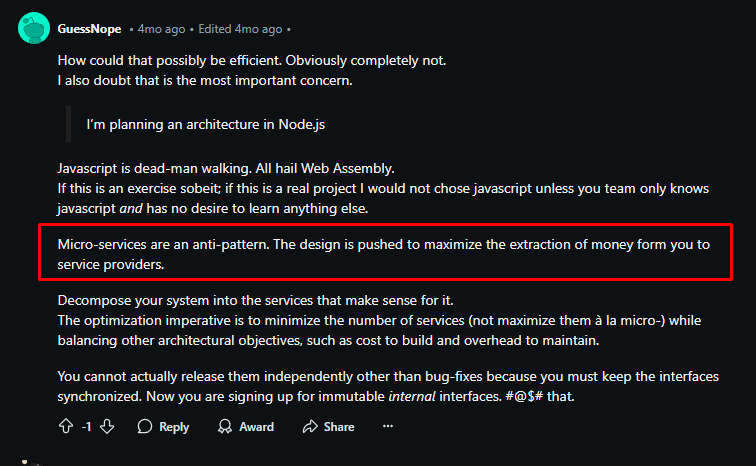 GuessNope • 4mo ago • Edited 4mo ago •
How could that possibly be efficient. Obviously completely not.
I also doubt that is the most important concern.
I'm planning an architecture in Node.js
Javascript is dead-man walking. All hail Web Assembly.
If this is an exercise sobeit; if this is a real project I would not chose javascript unless you team only knows
javascript and has no desire to learn anything else.
Micro-services are an anti-pattern. The design is pushed to maximize the extraction of money form you to
service providers.
Decompose your system into the services that make sense for it.
The optimization imperative is to minimize the number of services (not maximize them à la micro-) while
balancing other architectural objectives, such as cost to build and overhead to maintain.
You cannot actually release them independently other than bug-fixes because you must keep the interfaces
synchronized. Now you are signing up for immutable internal interfaces. #@$# that.
-1 Reply Award Share ···